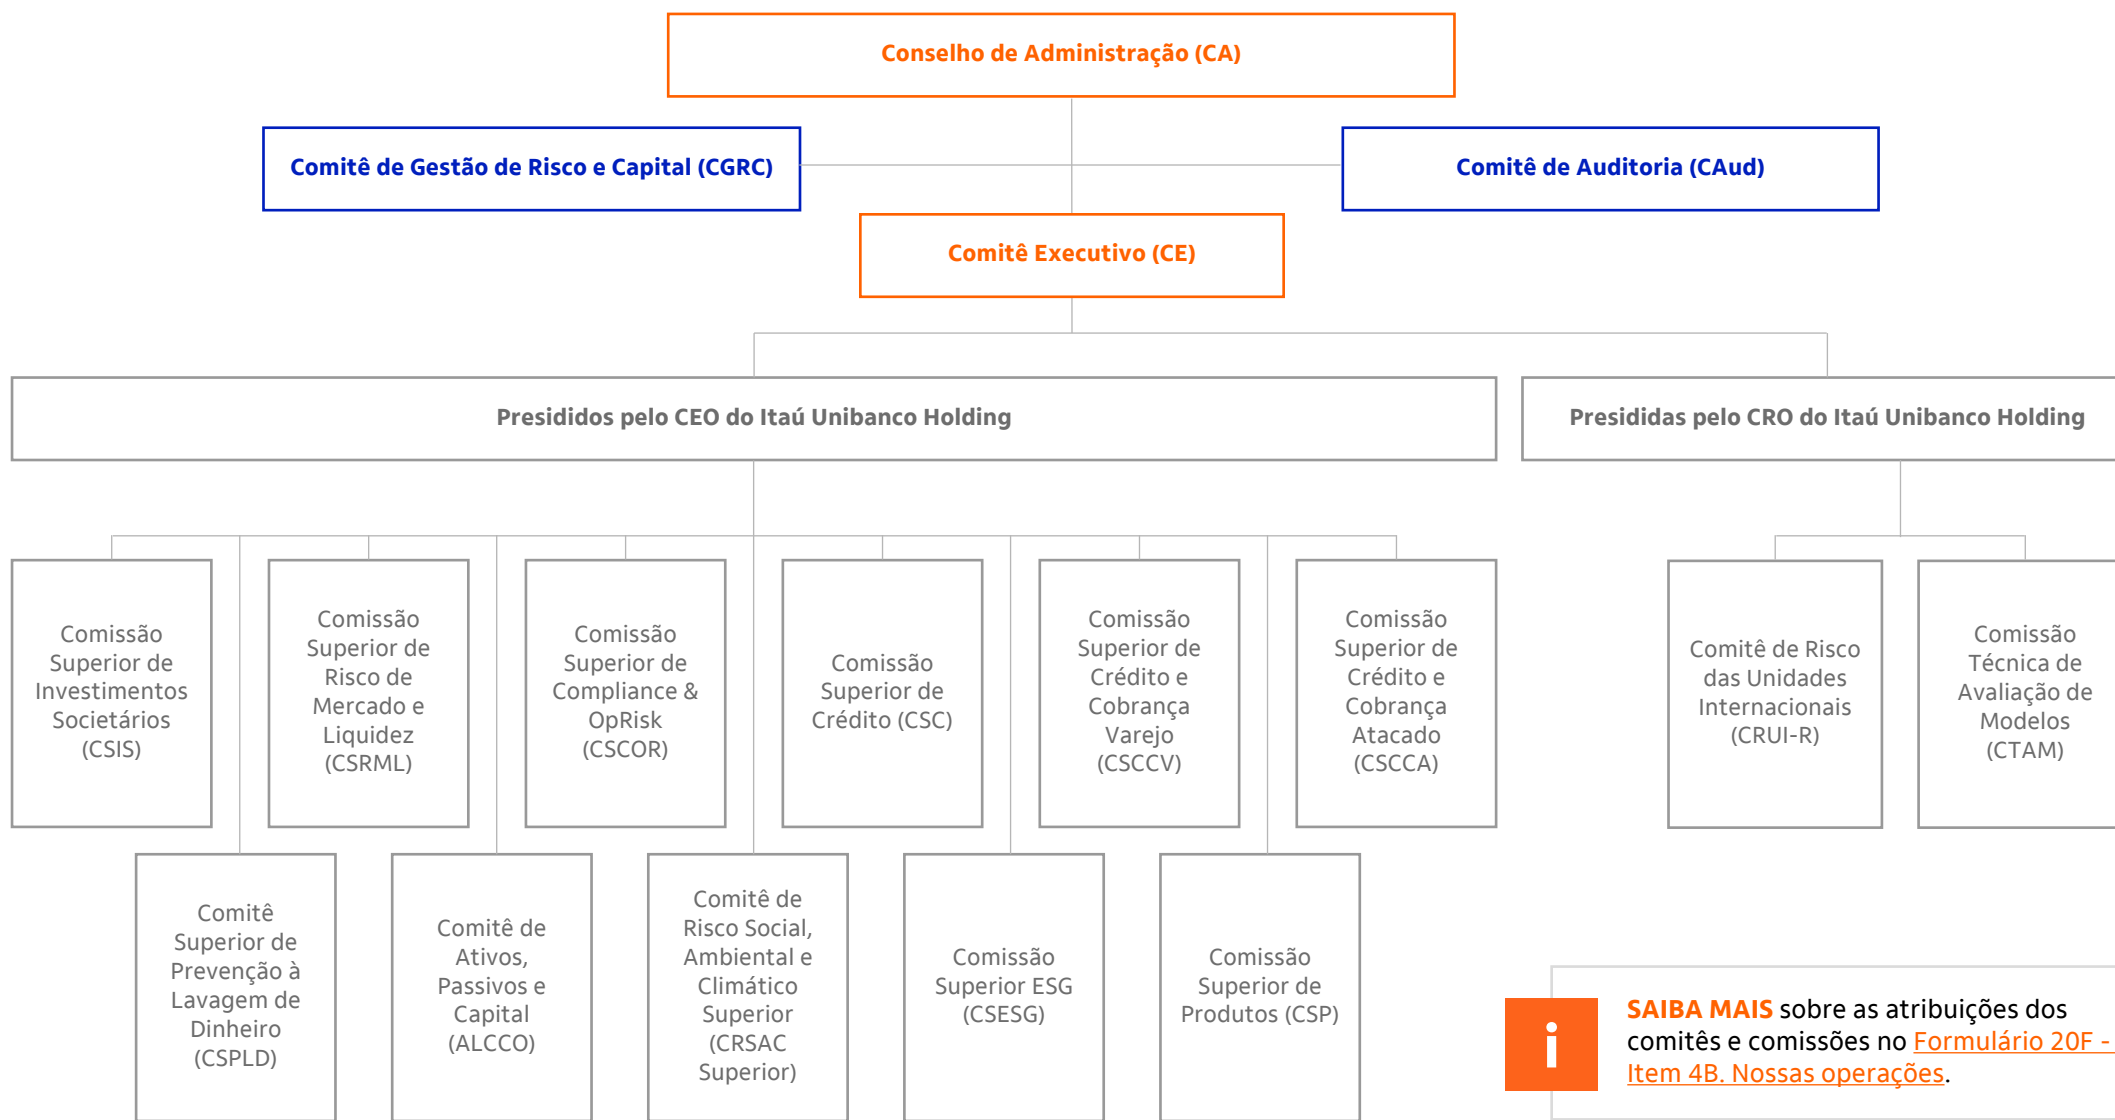 Conselho de Administração (CA)
Comitê de Gestão de Risco e Capital (CGRC)
Comitê de Auditoria (CAud)
Comitê Executivo (CE)
Presididos pelo CEO do Itaú Unibanco Holding
Presididas pelo CRO do Itaú Unibanco Holding
Comissão
Superior de
Investimentos
Societários
(CSIS)
Comissão
Superior de
Risco de
Mercado e
Liquidez
(CSRML)
Comissão
Superior de
Compliance &
OpRisk
(CSCOR)
Comissão
Superior de
Crédito (CSC)
Comissão
Superior de
Crédito e
Cobrança
Varejo
(CSCCV)
Comissão
Superior de
Crédito e
Cobrança
Atacado
(CSCCA)
Comitê de Risco
das Unidades
Internacionais
(CRUI-R)
Comissão
Técnica de
Avaliação de
Modelos
(CTAM)
Comitê
Superior de
Prevenção à
Lavagem de
Dinheiro
(CSPLD)
Comitê de
Ativos,
Passivos e
Capital
(ALCCO)
Comitê de
Risco Social,
Ambiental e
Climático
Superior
(CRSAC
Superior)
Comissão
Superior ESG
(CSESG)
Comissão
Superior de
Produtos (CSP)
i
SAIBA MAIS sobre as atribuições dos
comitês e comissões no Formulário 20F -
Item 4B. Nossas operações.